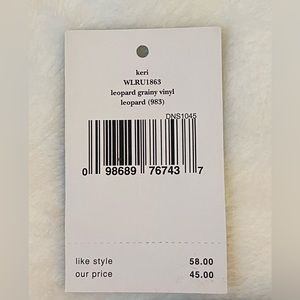 keri
WLRU1863
leopard grainy vinyl
leopard (983)
DNS1045
0 98689 76743 7
like style 58.00
our price 45.00